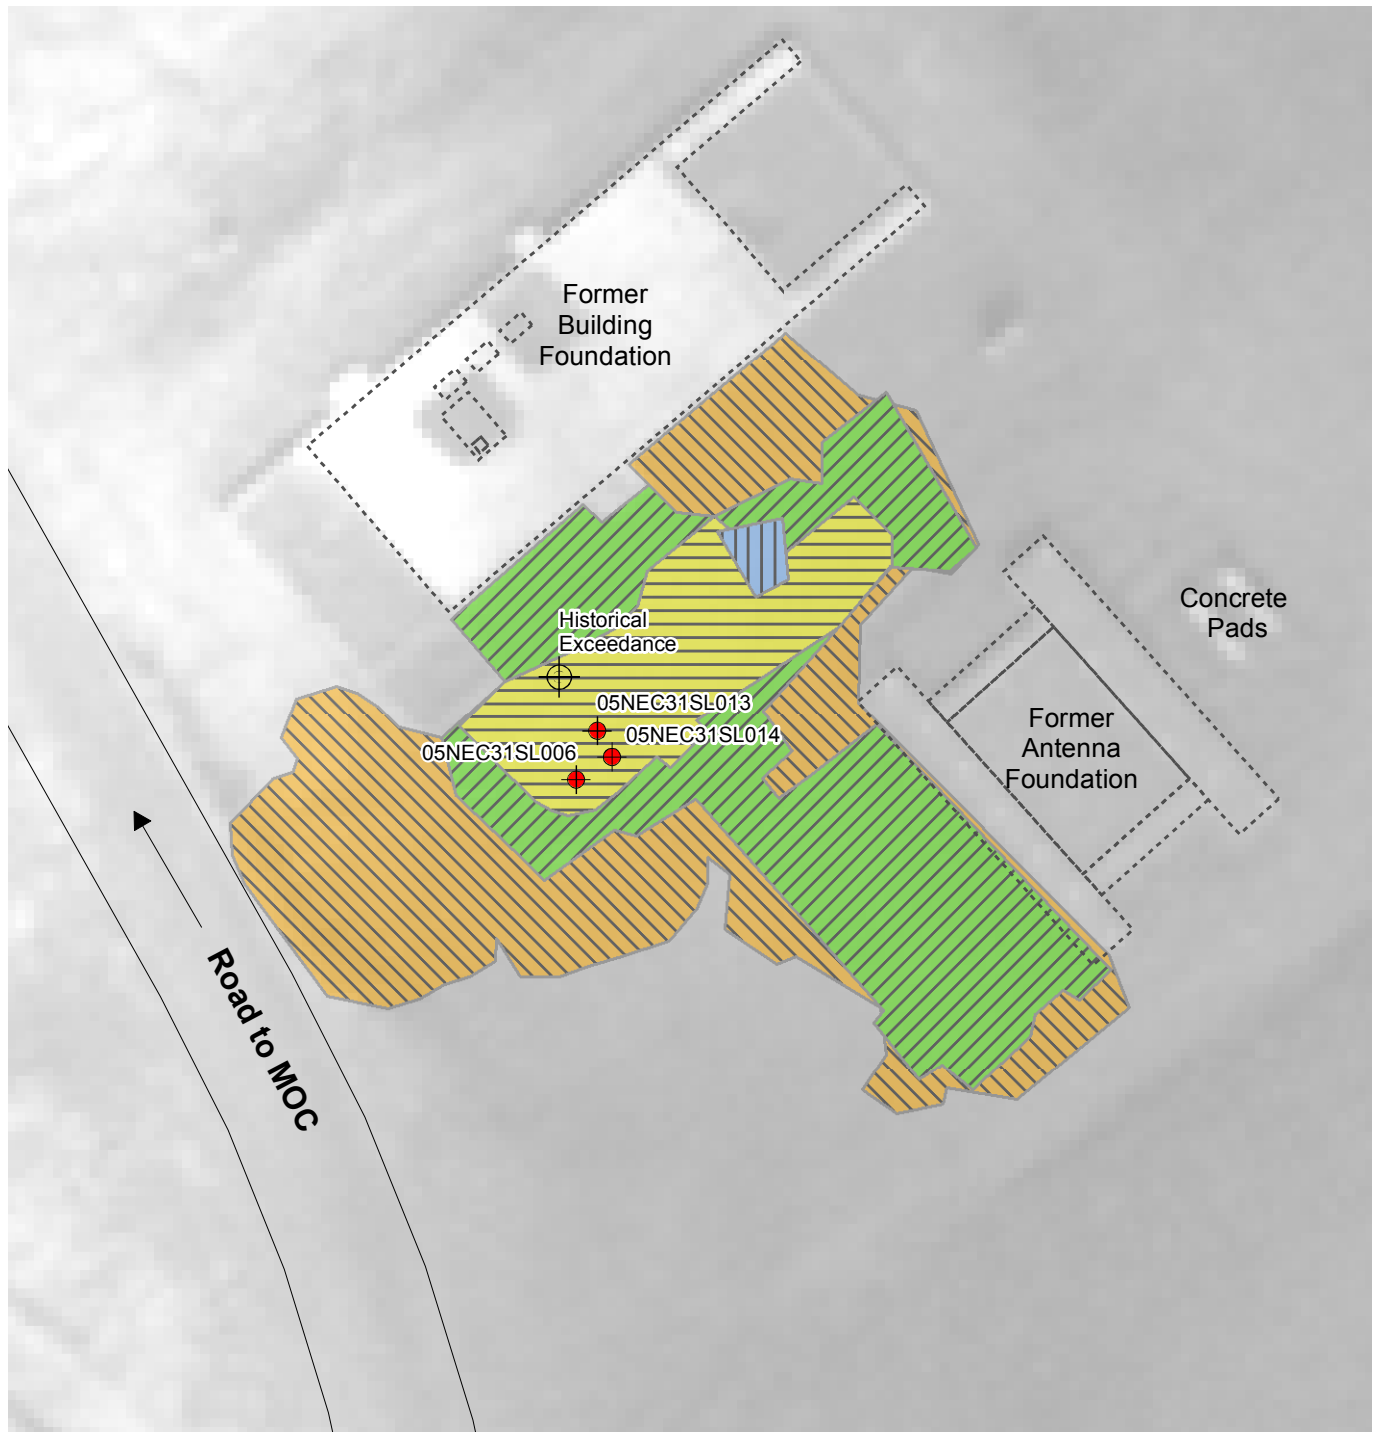 Former
Building
Foundation
Concrete
Pads
Historical
Exceedance
05NEC31SL013
05NEC31SL014
05NEC31SL006
Former
Antenna
Foundation
Road to MOC